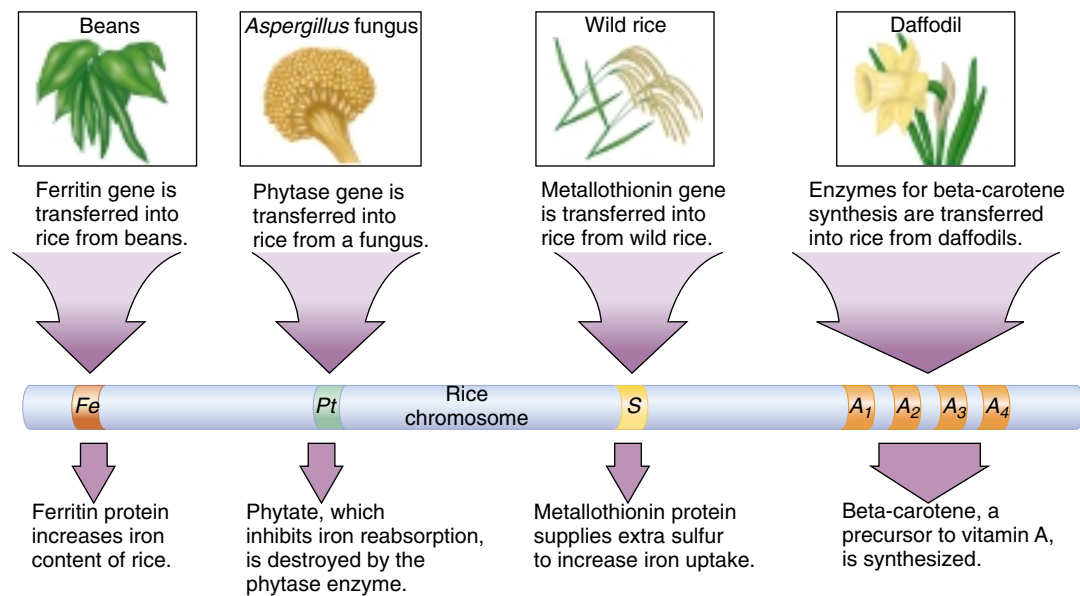 Beans
Aspergillus fungus
Wild rice
Daffodil
Ferritin gene is
transferred into
rice from beans.
Phytase gene is
transferred into
rice from a fungus.
Metallothionin gene
is transferred into
rice from wild rice.
Enzymes for beta-carotene
synthesis are transferred
into rice from daffodils.
Fe
Pt
Rice
chromosome
S
A1
A2
A3
A4
Ferritin protein
increases iron
content of rice.
Phytate, which
inhibits iron reabsorption,
is destroyed by the
phytase enzyme.
Metallothionin protein
supplies extra sulfur
to increase iron uptake.
Beta-carotene, a
precursor to vitamin A,
is synthesized.